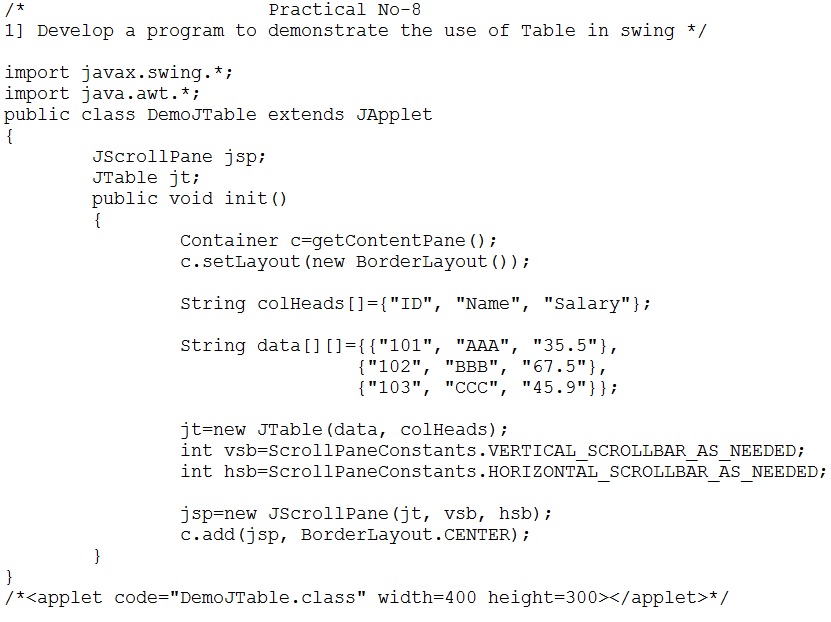 /*                      Practical No-8
1] Develop a program to demonstrate the use of Table in swing */
import javax.swing.*;
import java.awt.*;
public class DemoJTable extends JApplet
{
        JScrollPane jsp;
        JTable jt;
        public void init()
        {
                Container c=getContentPane();
                c.setLayout(new BorderLayout());
                String colHeads[]={"ID", "Name", "Salary"};
                String data[][]={{"101", "AAA", "35.5"},
                                {"102", "BBB", "67.5"},
                                {"103", "CCC", "45.9"}};
                jt=new JTable(data, colHeads);
                int vsb=ScrollPaneConstants.VERTICAL_SCROLLBAR_AS_NEEDED;
                int hsb=ScrollPaneConstants.HORIZONTAL_SCROLLBAR_AS_NEEDED;
                jsp=new JScrollPane(jt, vsb, hsb);
                c.add(jsp, BorderLayout.CENTER);
        }
}
/*<applet code="DemoJTable.class" width=400 height=300></applet>*/